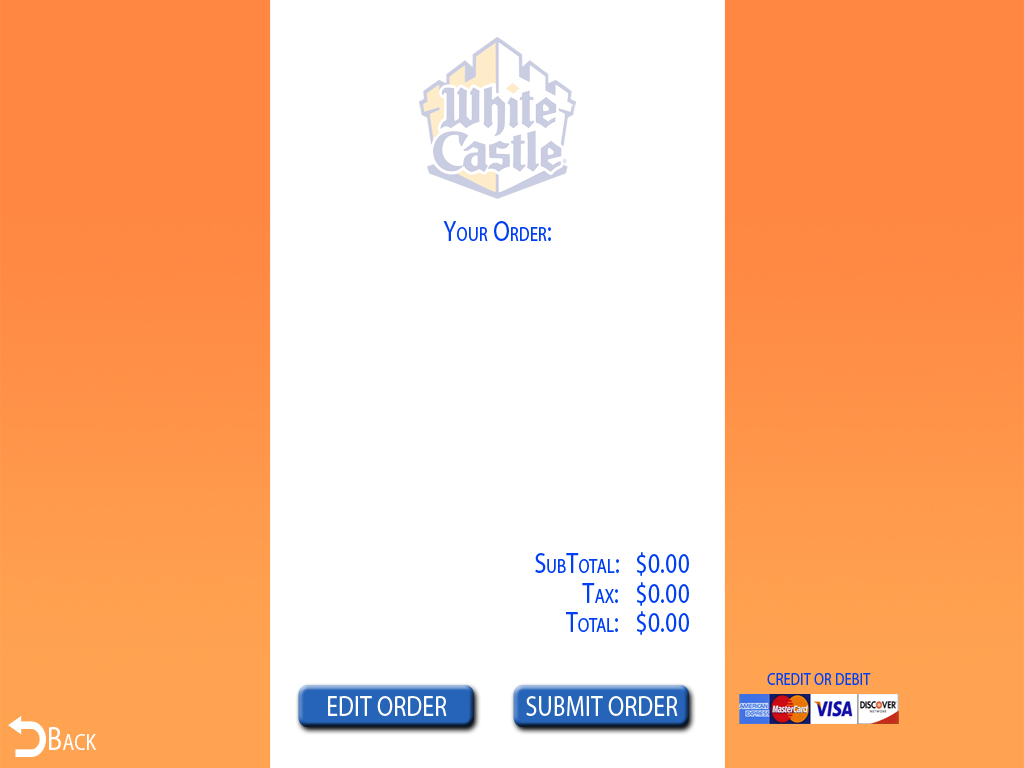 White
Castle
Your Order:
SubTotal: $0.00
Tax: $0.00
Total: $0.00
CREDIT OR DEBIT
EDIT ORDER
SUBMIT ORDER
AMERICAN EXPRESS
MasterCard
VISA
DISCOVER
NETWORK
Back